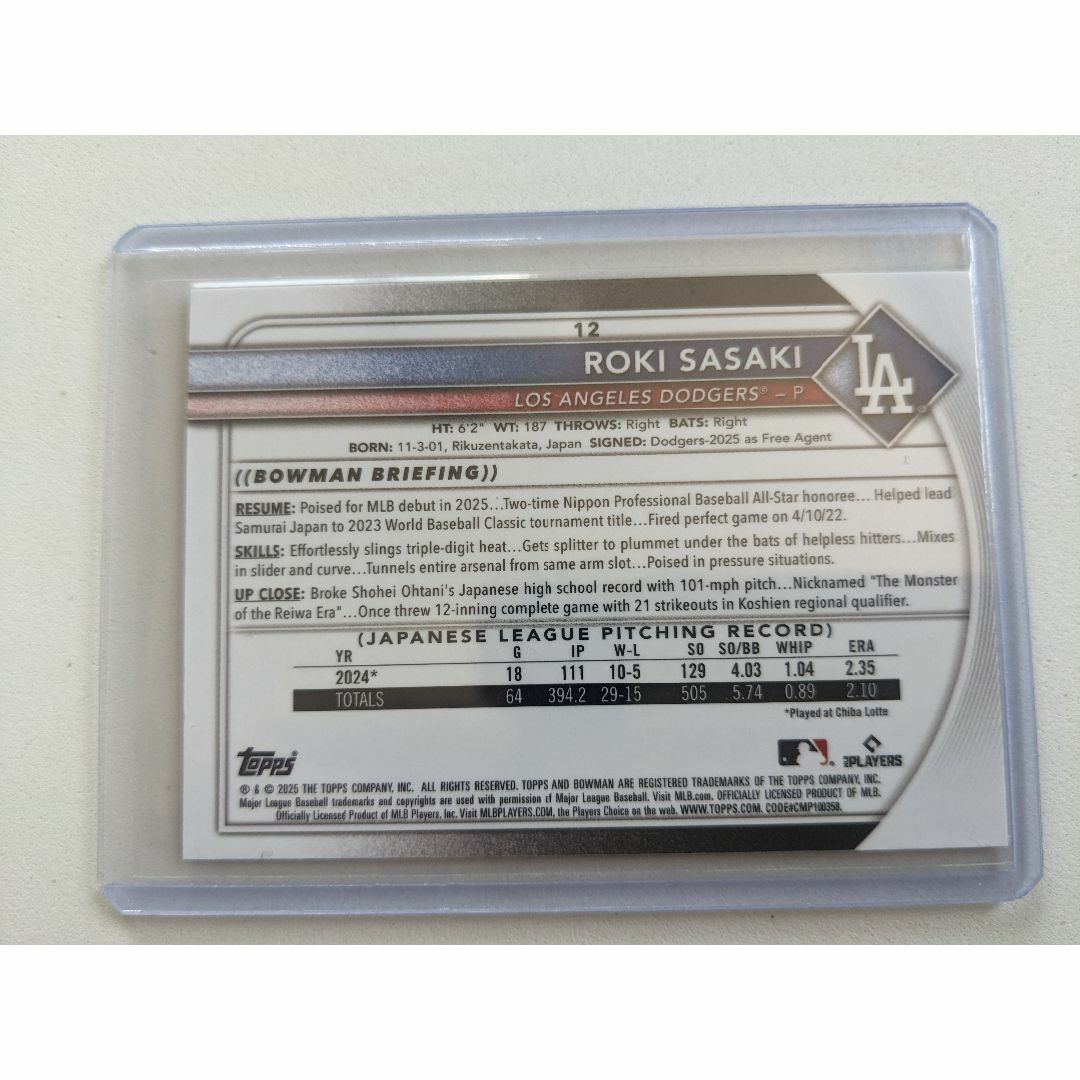 12
ROKI SASAKI
LA
LOS ANGELES DODGERS® – P
HT: 6'2" WT: 187 THROWS: Right BATS: Right
BORN: 11-3-01, Rikuzentakata, Japan SIGNED: Dodgers-2025 as Free Agent
((BOWMAN BRIEFING))
RESUME: Poised for MLB debut in 2025...Two-time Nippon Professional Baseball All-Star honoree... Helped lead
Samurai Japan to 2023 World Baseball Classic tournament title...Fired perfect game on 4/10/22.
SKILLS: Effortlessly slings triple-digit heat...Gets splitter to plummet under the bats of helpless hitters...Mixes
in slider and curve...Tunnels entire arsenal from same arm slot...Poised in pressure situations.
UP CLOSE: Broke Shohei Ohtani's Japanese high school record with 101-mph pitch...Nicknamed "The Monster
of the Reiwa Era"...Once threw 12-inning complete game with 21 strikeouts in Koshien regional qualifier.
(JAPANESE LEAGUE PITCHING RECORD)
YR G IP W-L SO SO/BB WHIP ERA
2024* 18 111 10-5 129 4.03 1.04 2.35
TOTALS 64 394.2 29-15 505 5.74 0.89 2.10
*Played at Chiba Lotte
topps
PLAYERS
® & © 2025 THE TOPPS COMPANY, INC. ALL RIGHTS RESERVED. TOPPS AND BOWMAN ARE REGISTERED TRADEMARKS OF THE TOPPS COMPANY, INC.
Major League Baseball trademarks and copyrights are used with permission of Major League Baseball. Visit MLB.com. OFFICIALLY LICENSED PRODUCT OF MLB.
Officially Licensed Product of MLB Players, Inc. Visit MLBPLAYERS.COM, the Players Choice on the web. WWW.TOPPS.COM. CODE#CMP100358.